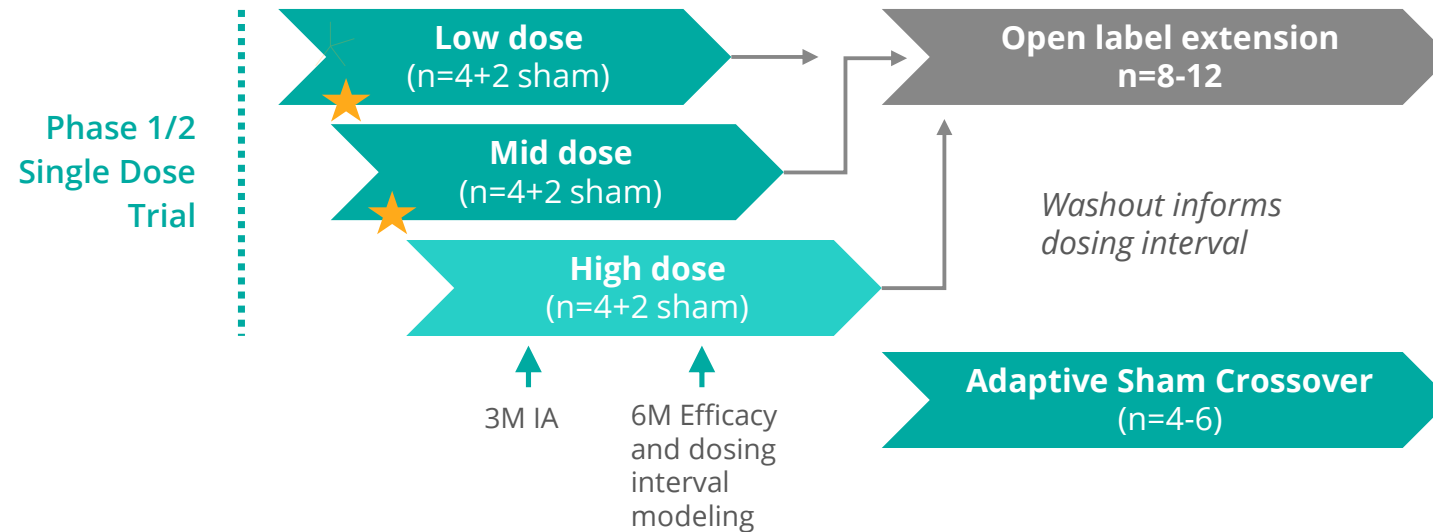 Phase 1/2
Single Dose
Trial
Low dose
(n=4+2 sham)
Mid dose
(n=4+2 sham)
High dose
(n=4+2 sham)
3M IA
6M Efficacy
and dosing
interval
modeling
Open label extension
n=8-12
Washout informs
dosing interval
Adaptive Sham Crossover
(n=4-6)